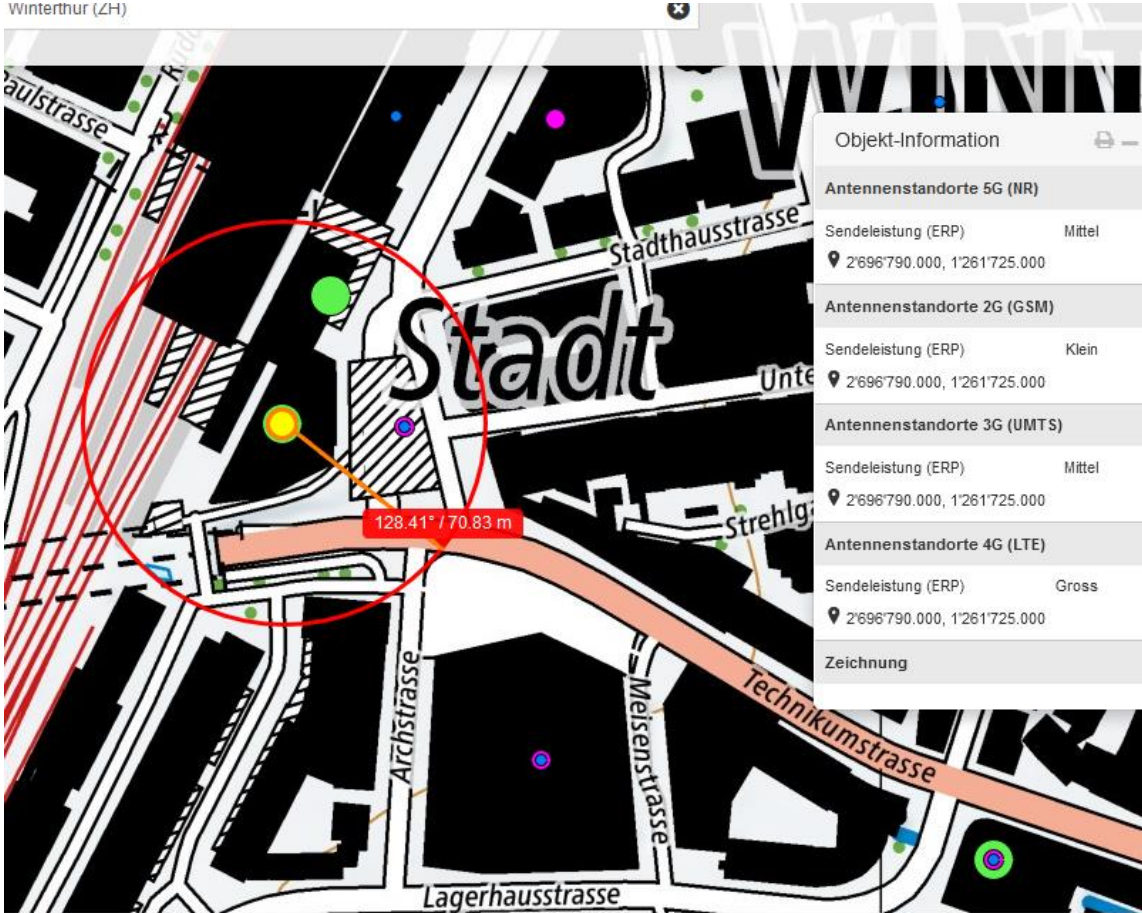 Winterthur (ZH)
WINT
Paulstrasse
Stadthausstrasse
Stadt
Unte
128.41° / 70.83 m
Strehlg
Archstrasse
Meisenstrasse
Technikumstrasse
Lagerhausstrasse
Objekt-Information
Antennenstandorte 5G (NR)
Sendeleistung (ERP) Mittel
2'696'790.000, 1'261'725.000
Antennenstandorte 2G (GSM)
Sendeleistung (ERP) Klein
2'696'790.000, 1'261'725.000
Antennenstandorte 3G (UMTS)
Sendeleistung (ERP) Mittel
2'696'790.000, 1'261'725.000
Antennenstandorte 4G (LTE)
Sendeleistung (ERP) Gross
2'696'790.000, 1'261'725.000
Zeichnung